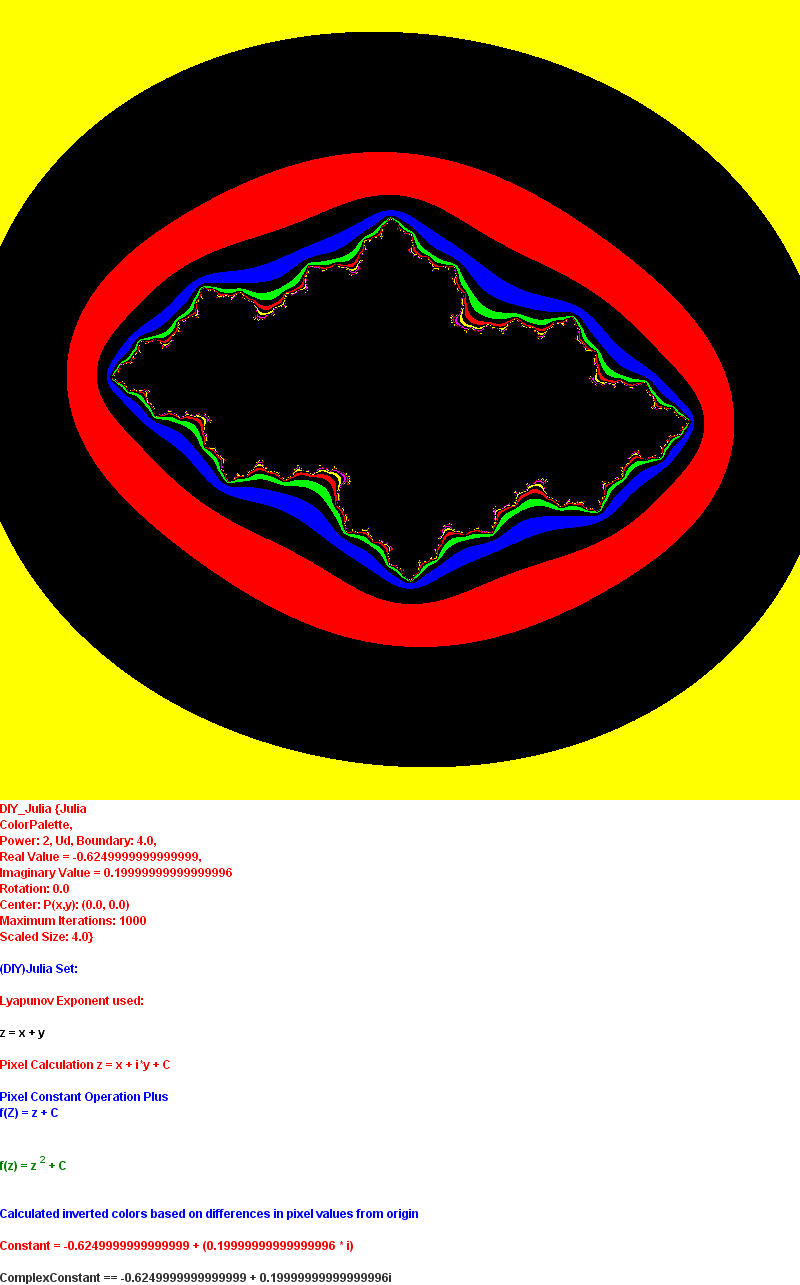 DIY_Julia {Julia
ColorPalette,
Power: 2, Ud, Boundary: 4.0,
Real Value = -0.6249999999999999,
Imaginary Value = 0.19999999999999996
Rotation: 0.0
Center: P(x,y): (0.0, 0.0)
Maximum Iterations: 1000
Scaled Size: 4.0}
(DIY)Julia Set:
Lyapunov Exponent used:
z = x + y
Pixel Calculation z = x + i*y + C
Pixel Constant Operation Plus
f(Z) = z + C
f(z) = z 2 + C
Calculated inverted colors based on differences in pixel values from origin
Constant = -0.6249999999999999 + (0.19999999999999996 * i)
ComplexConstant == -0.6249999999999999 + 0.19999999999999996i